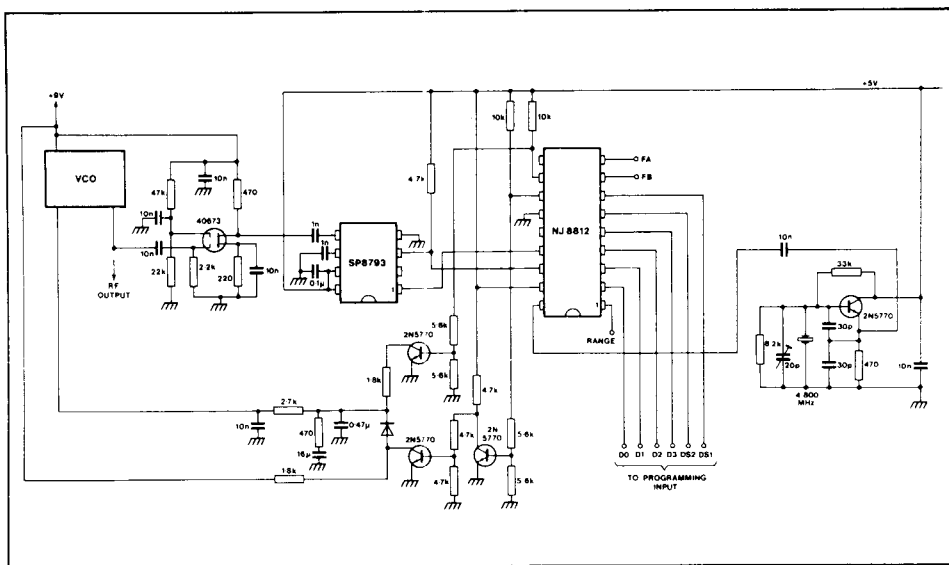 +9V
+5V
VCO
47k
10n
470
10k
10k
4.7k
FA
FB
10n
40673
1n
NJ 8812
1n
SP8793
10n
22k
2.2k
220
10n
0.1µ
1
1
RF
OUTPUT
RANGE
10n
33k
2N5770
8.2k
20p
30p
30p
470
10n
4.800
MHz
2N5770
5.6k
5.6k
1.8k
2.7k
10n
470
0.47µ
16µ
1.8k
2N5770
4.7k
4.7k
4.7k
2N
5770
5.6k
5.6k
D0 D1 D2 D3 DS2 DS1
TO PROGRAMMING
INPUT